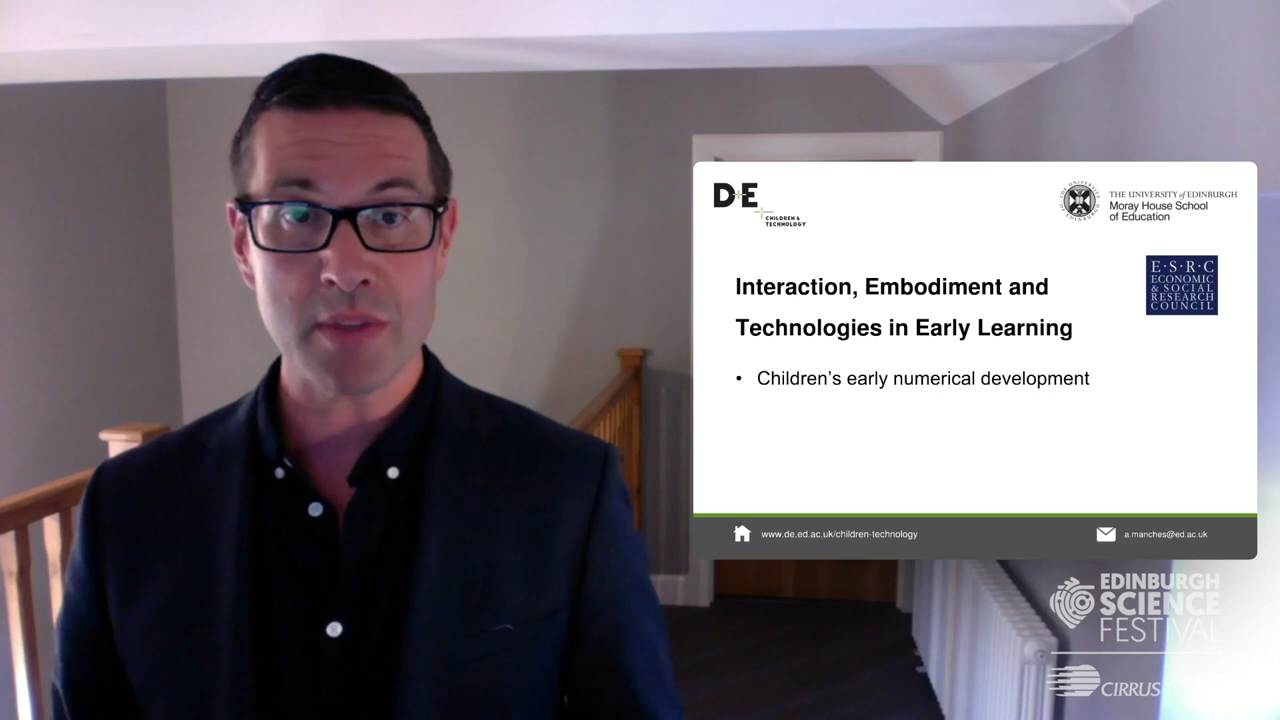 D+E
CHILDREN &
TECHNOLOGY
THE UNIVERSITY of EDINBURGH
Moray House School
of Education
E·S·R·C
ECONOMIC
& SOCIAL
RESEARCH
COUNCIL
Interaction, Embodiment and
Technologies in Early Learning
• Children’s early numerical development
www.de.ed.ac.uk/children-technology
a.manches@ed.ac.uk
EDINBURGH
SCIENCE
FESTIVAL
CIRRUS